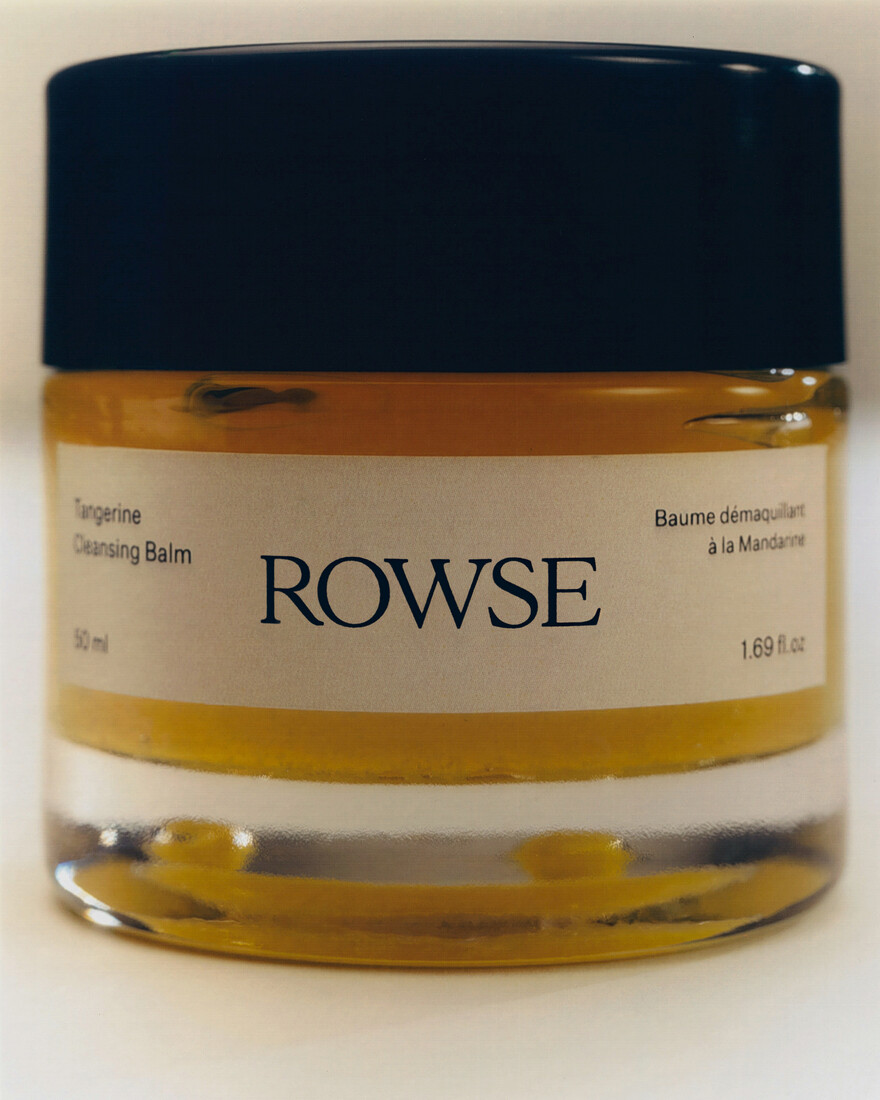 Tangerine
Cleansing Balm
50 ml
ROWSE
Baume démaquillant
à la Mandarine
1.69 fl.oz